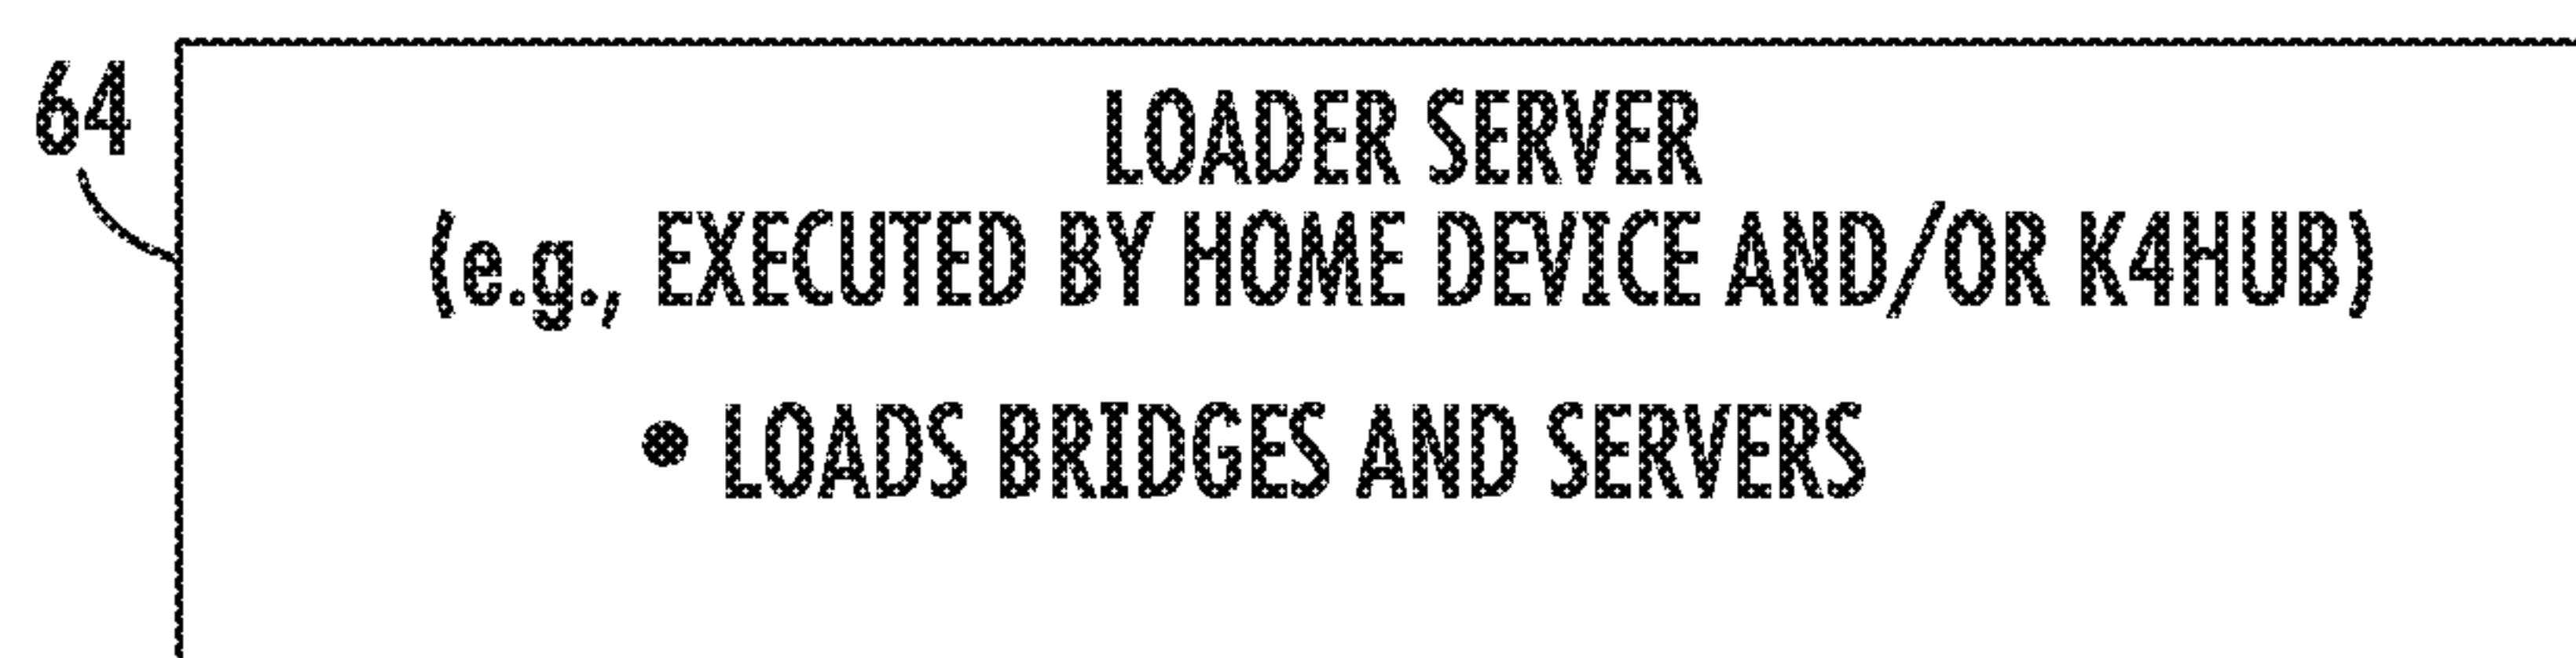 64
LOADER SERVER
(e.g., EXECUTED BY HOME DEVICE AND/OR K4HUB)
• LOADS BRIDGES AND SERVERS